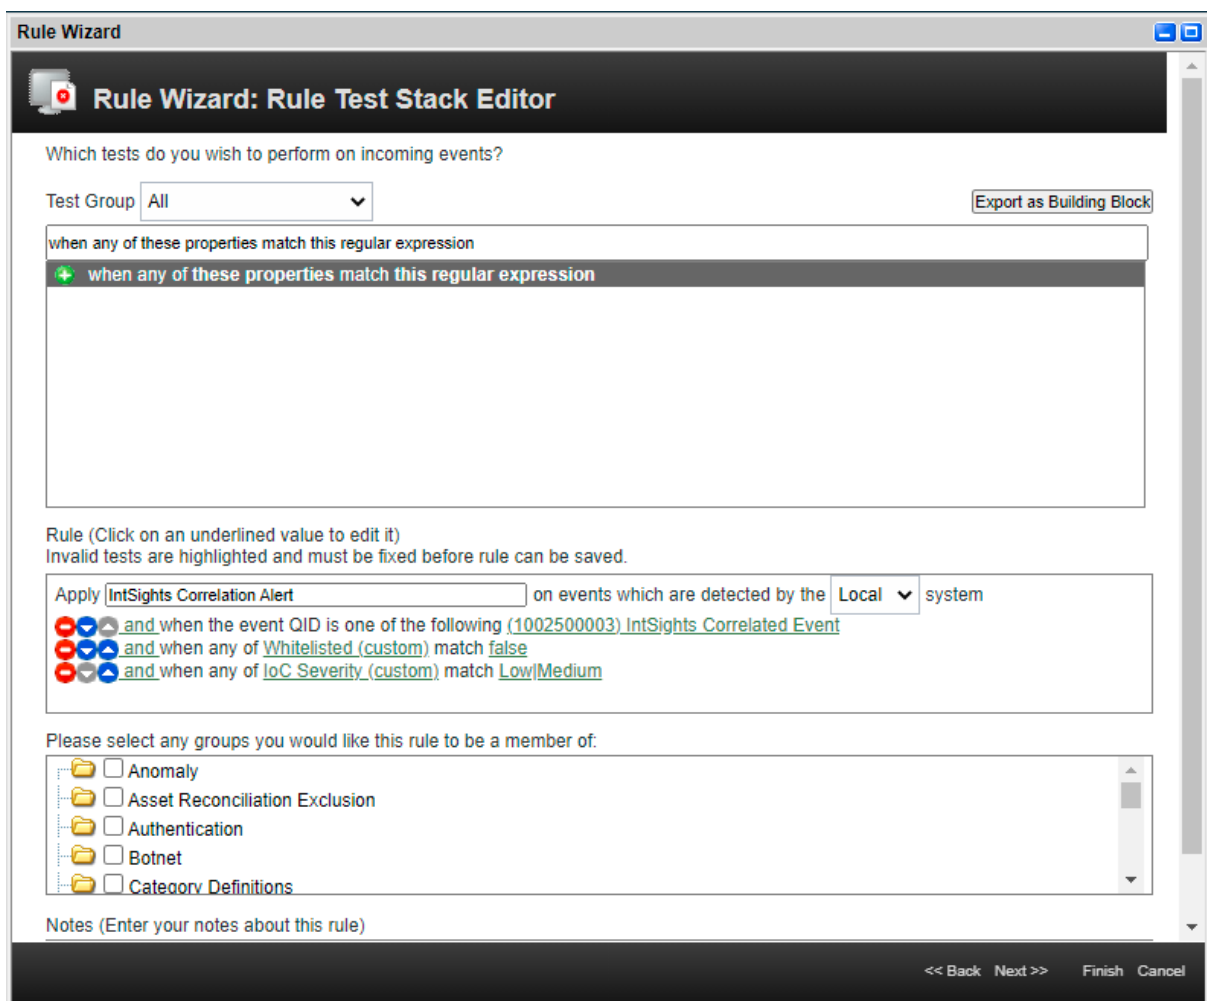 Rule Wizard
Rule Wizard: Rule Test Stack Editor
Which tests do you wish to perform on incoming events?
Test Group All
Export as Building Block
when any of these properties match this regular expression
when any of these properties match this regular expression
Rule (Click on an underlined value to edit it)
Invalid tests are highlighted and must be fixed before rule can be saved.
Apply IntSights Correlation Alert on events which are detected by the Local system
and when the event QID is one of the following (1002500003) IntSights Correlated Event
and when any of Whitelisted (custom) match false
and when any of IoC Severity (custom) match Low|Medium
Please select any groups you would like this rule to be a member of:
Anomaly
Asset Reconciliation Exclusion
Authentication
Botnet
Category Definitions
Notes (Enter your notes about this rule)
<< Back Next >> Finish Cancel